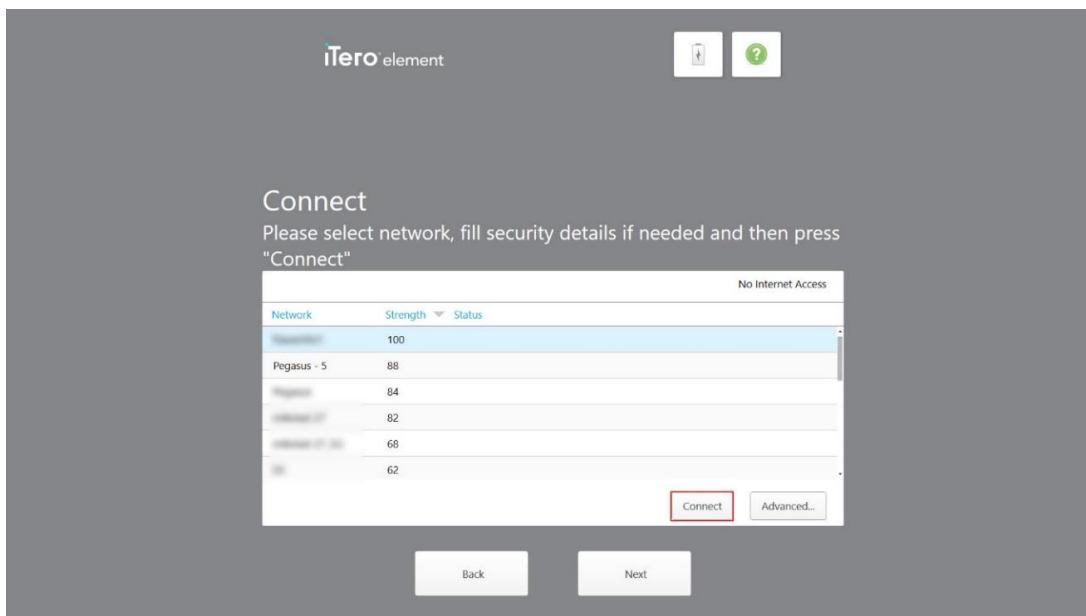 iTero element
?
Connect
Please select network, fill security details if needed and then press
"Connect"
No Internet Access
Network Strength Status
100
Pegasus - 5 88
84
82
68
62
Connect Advanced...
Back Next